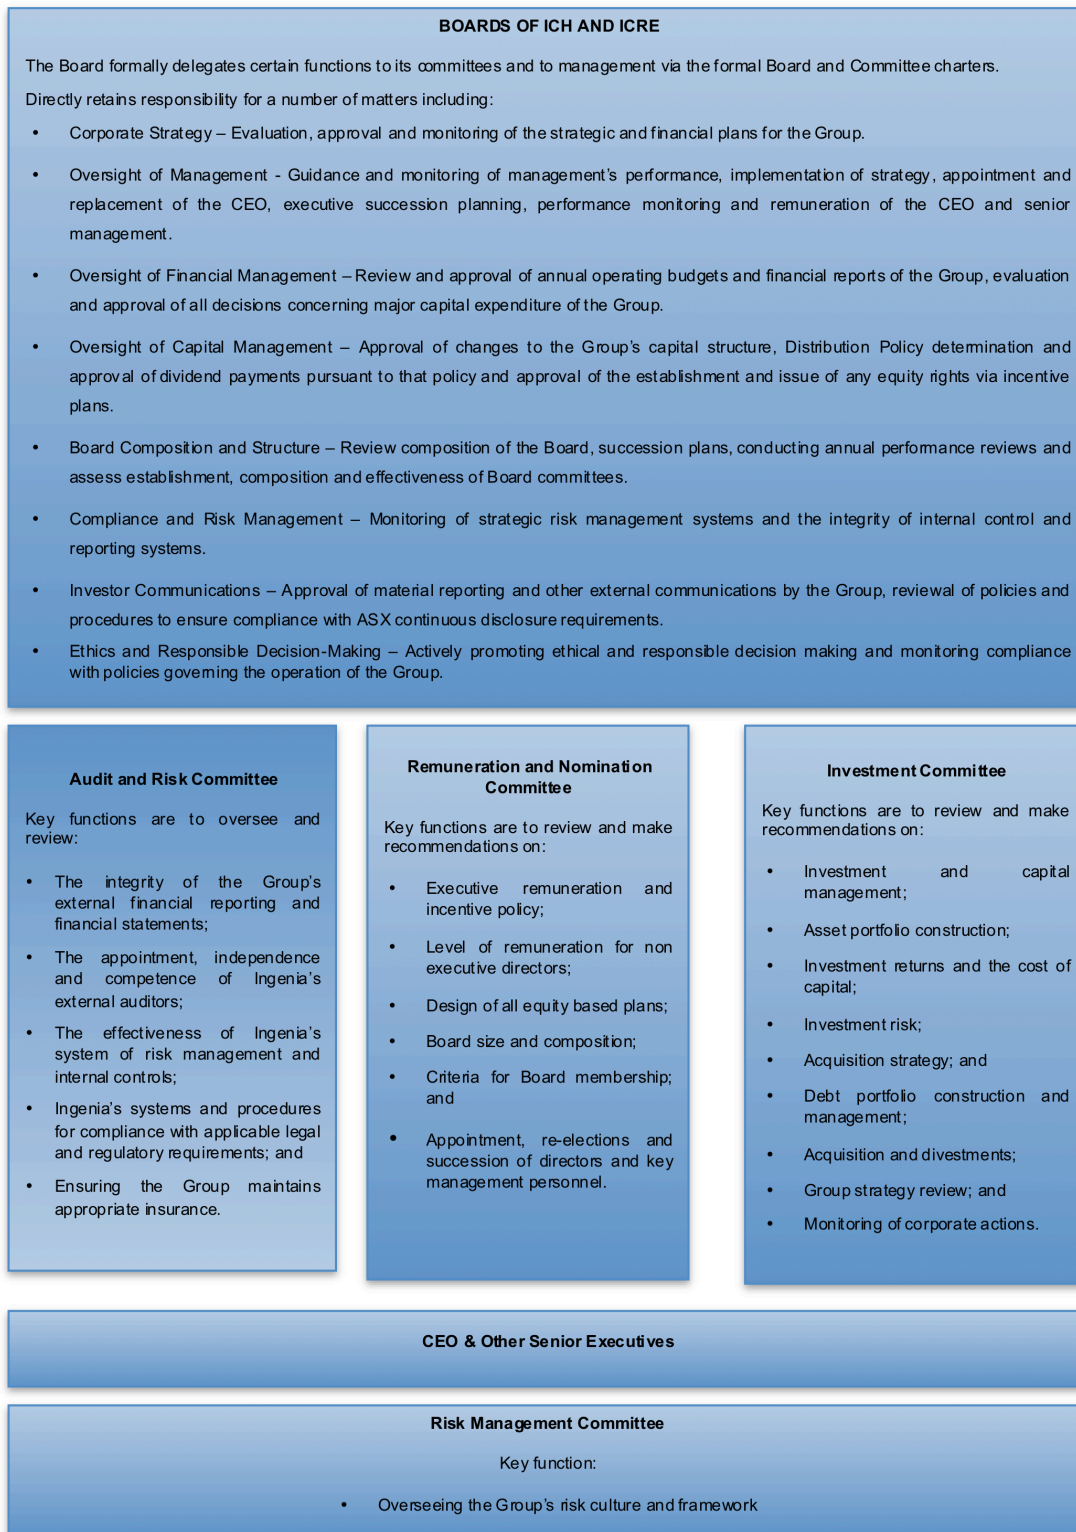 BOARDS OF ICH AND ICRE
The Board formally delegates certain functions to its committees and to management via the formal Board and Committee charters.
Directly retains responsibility for a number of matters including:
• Corporate Strategy – Evaluation, approval and monitoring of the strategic and financial plans for the Group.
• Oversight of Management - Guidance and monitoring of management's performance, implementation of strategy, appointment and
replacement of the CEO, executive succession planning, performance monitoring and remuneration of the CEO and senior
management.
• Oversight of Financial Management – Review and approval of annual operating budgets and financial reports of the Group, evaluation
and approval of all decisions concerning major capital expenditure of the Group.
• Oversight of Capital Management – Approval of changes to the Group's capital structure, Distribution Policy determination and
approval of dividend payments pursuant to that policy and approval of the establishment and issue of any equity rights via incentive
plans.
• Board Composition and Structure – Review composition of the Board, succession plans, conducting annual performance reviews and
assess establishment, composition and effectiveness of Board committees.
• Compliance and Risk Management – Monitoring of strategic risk management systems and the integrity of internal control and
reporting systems.
• Investor Communications – Approval of material reporting and other external communications by the Group, reviewal of policies and
procedures to ensure compliance with ASX continuous disclosure requirements.
• Ethics and Responsible Decision-Making – Actively promoting ethical and responsible decision making and monitoring compliance
with policies governing the operation of the Group.
Audit and Risk Committee
Key functions are to oversee and
review:
• The integrity of the Group's
external financial reporting and
financial statements;
• The appointment, independence
and competence of Ingenia's
external auditors;
• The effectiveness of Ingenia's
system of risk management and
internal controls;
• Ingenia's systems and procedures
for compliance with applicable legal
and regulatory requirements; and
• Ensuring the Group maintains
appropriate insurance.
Remuneration and Nomination
Committee
Key functions are to review and make
recommendations on:
• Executive remuneration and
incentive policy;
• Level of remuneration for non
executive directors;
• Design of all equity based plans;
• Board size and composition;
• Criteria for Board membership;
and
• Appointment, re-elections and
succession of directors and key
management personnel.
Investment Committee
Key functions are to review and make
recommendations on:
• Investment and capital
management;
• Asset portfolio construction;
• Investment returns and the cost of
capital;
• Investment risk;
• Acquisition strategy; and
• Debt portfolio construction and
management;
• Acquisition and divestments;
• Group strategy review; and
• Monitoring of corporate actions.
CEO & Other Senior Executives
Risk Management Committee
Key function:
• Overseeing the Group's risk culture and framework